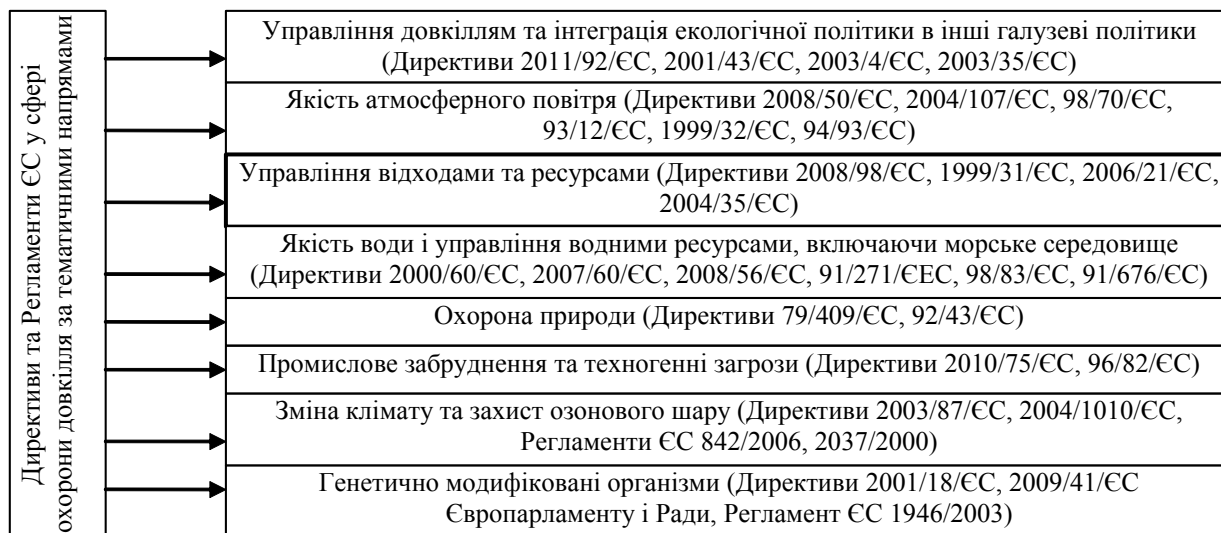 Директиви та Регламенти ЄС у сфері
охорони довкілля за тематичними напрямами
Управління довкіллям та інтеграція екологічної політики в інші галузеві політики
(Директиви 2011/92/ЄС, 2001/43/ЄС, 2003/4/ЄС, 2003/35/ЄС)
Якість атмосферного повітря (Директиви 2008/50/ЄС, 2004/107/ЄС, 98/70/ЄС,
93/12/ЄС, 1999/32/ЄС, 94/93/ЄС)
Управління відходами та ресурсами (Директиви 2008/98/ЄС, 1999/31/ЄС, 2006/21/ЄС,
2004/35/ЄС)
Якість води і управління водними ресурсами, включаючи морське середовище
(Директиви 2000/60/ЄС, 2007/60/ЄС, 2008/56/ЄС, 91/271/ЄЕС, 98/83/ЄС, 91/676/ЄС)
Охорона природи (Директиви 79/409/ЄС, 92/43/ЄС)
Промислове забруднення та техногенні загрози (Директиви 2010/75/ЄС, 96/82/ЄС)
Зміна клімату та захист озонового шару (Директиви 2003/87/ЄС, 2004/1010/ЄС,
Регламенти ЄС 842/2006, 2037/2000)
Генетично модифіковані організми (Директиви 2001/18/ЄС, 2009/41/ЄС
Європарламенту і Ради, Регламент ЄС 1946/2003)